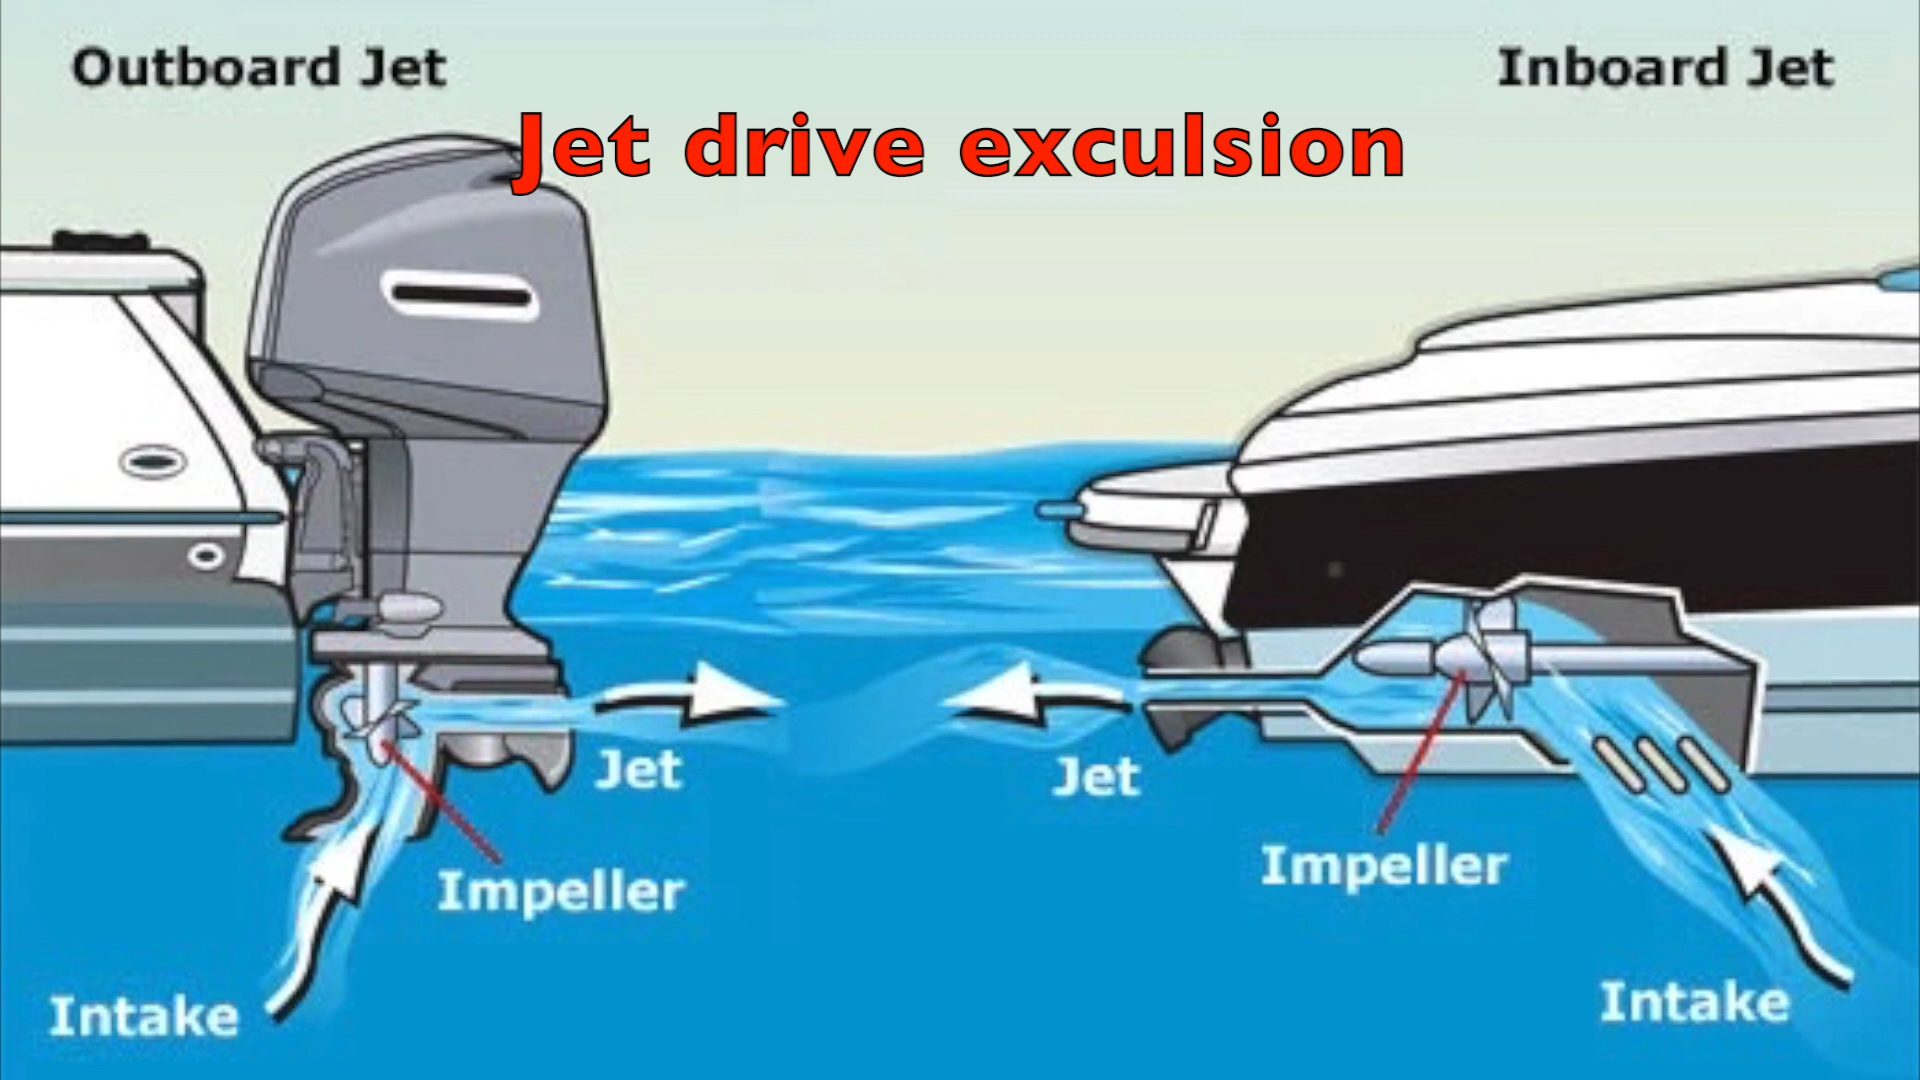 Outboard Jet
Inboard Jet
Jet drive exculsion
Jet
Jet
Impeller
Impeller
Intake
Intake